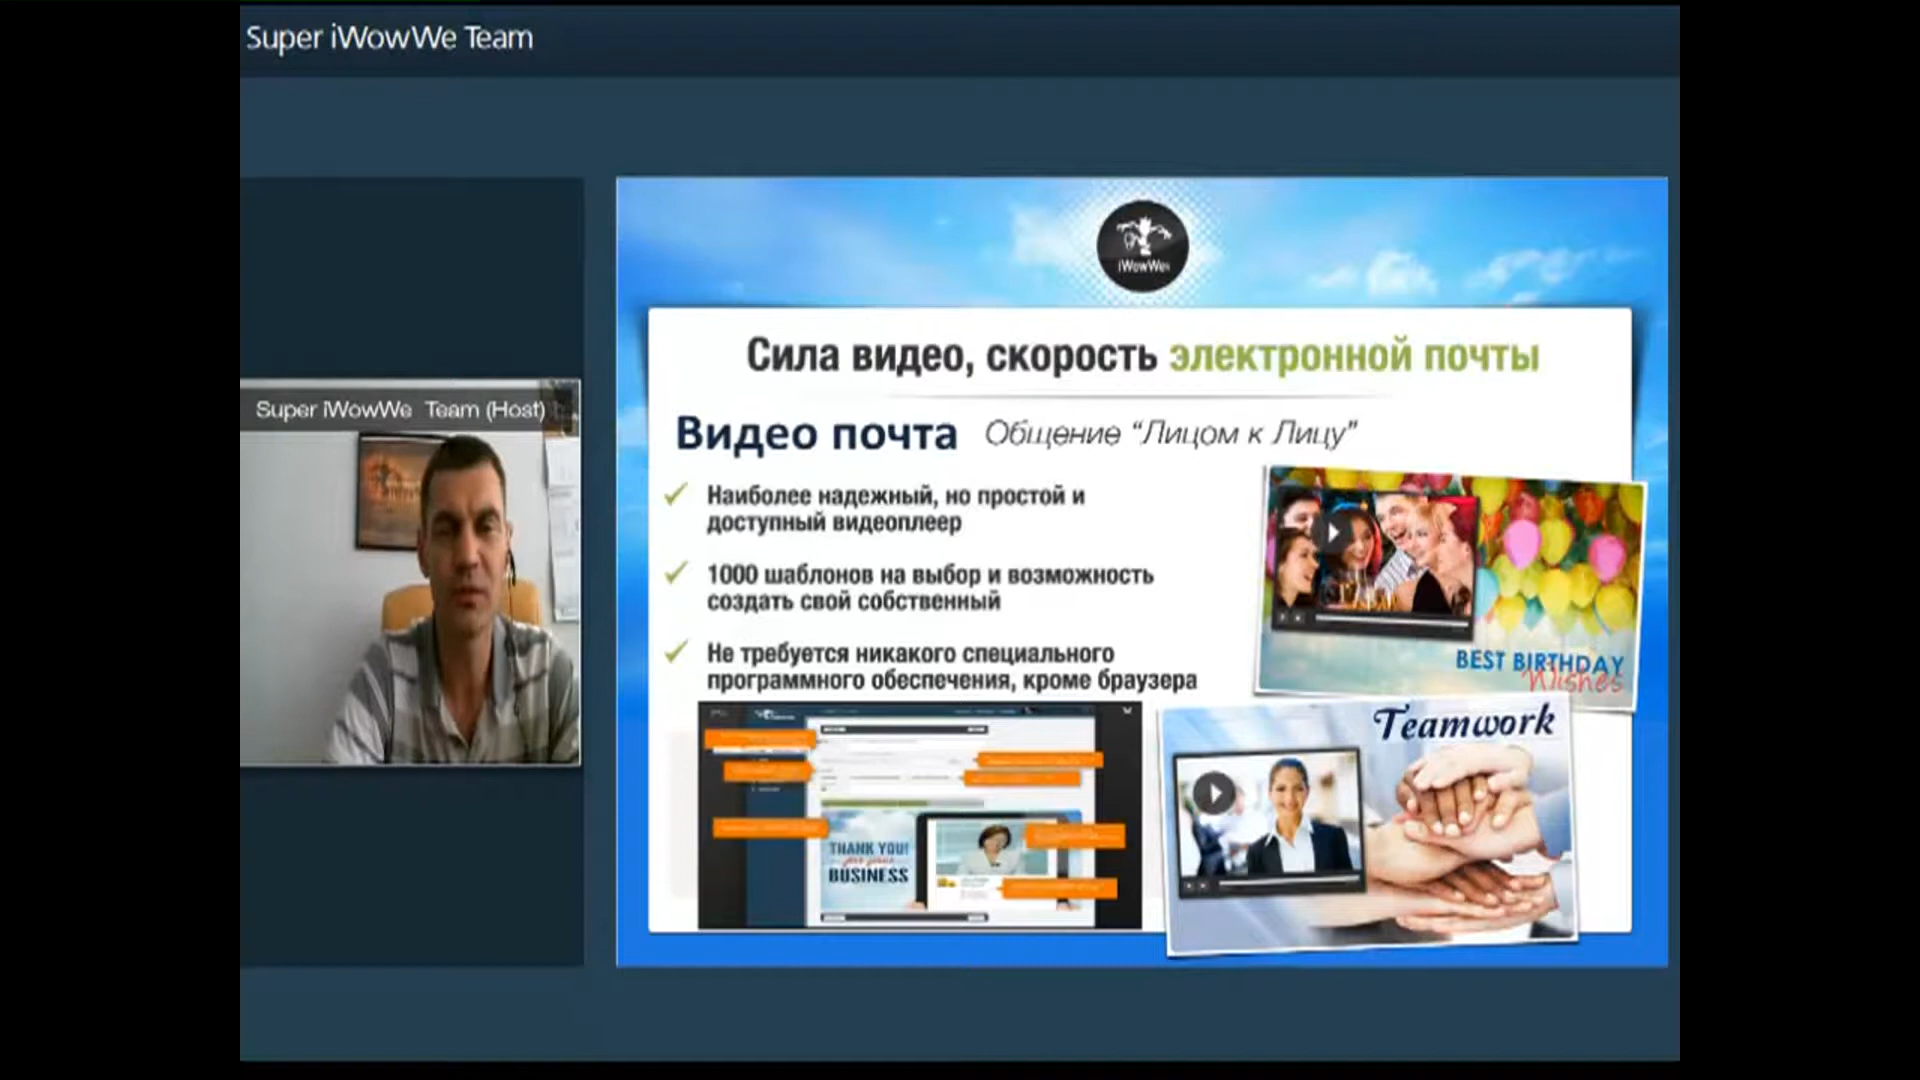 Super iWowWe Team
Super iWowWe Team (Host)
iWowWe
Сила видео, скорость электронной почты
Видео почта Общение “Лицом к Лицу”
Наиболее надежный, но простой и
доступный видеоплеер
1000 шаблонов на выбор и возможность
создать свой собственный
Не требуется никакого специального
программного обеспечения, кроме браузера
BEST BIRTHDAY
Wishes
Teamwork
THANK YOU!
BUSINESS